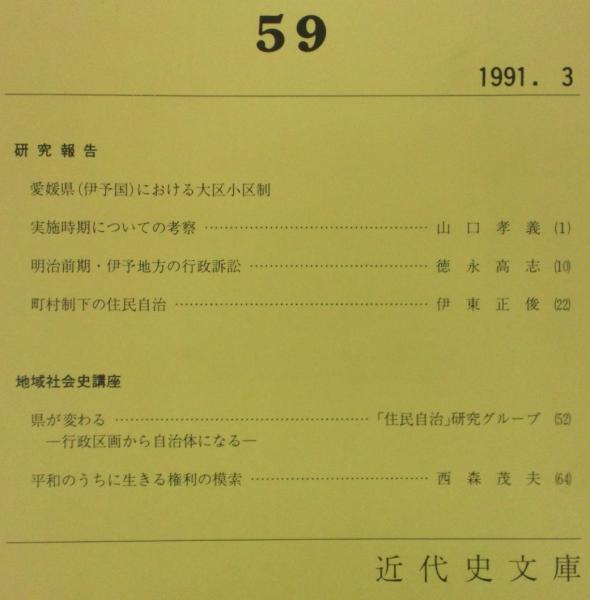 59
1991. 3
研究報告
愛媛県(伊予国)における大区小区制
実施時期についての考察 ………………………………… 山口孝義 (1)
明治前期・伊予地方の行政訴訟 ………………………… 徳永高志 (10)
町村制下の住民自治 ……………………………………… 伊東正俊 (22)
地域社会史講座
県が変わる ………………………………………「住民自治」研究グループ (52)
―行政区画から自治体になる―
平和のうちに生きる権利の模索 ………………………… 西森茂夫 (64)
近代史文庫